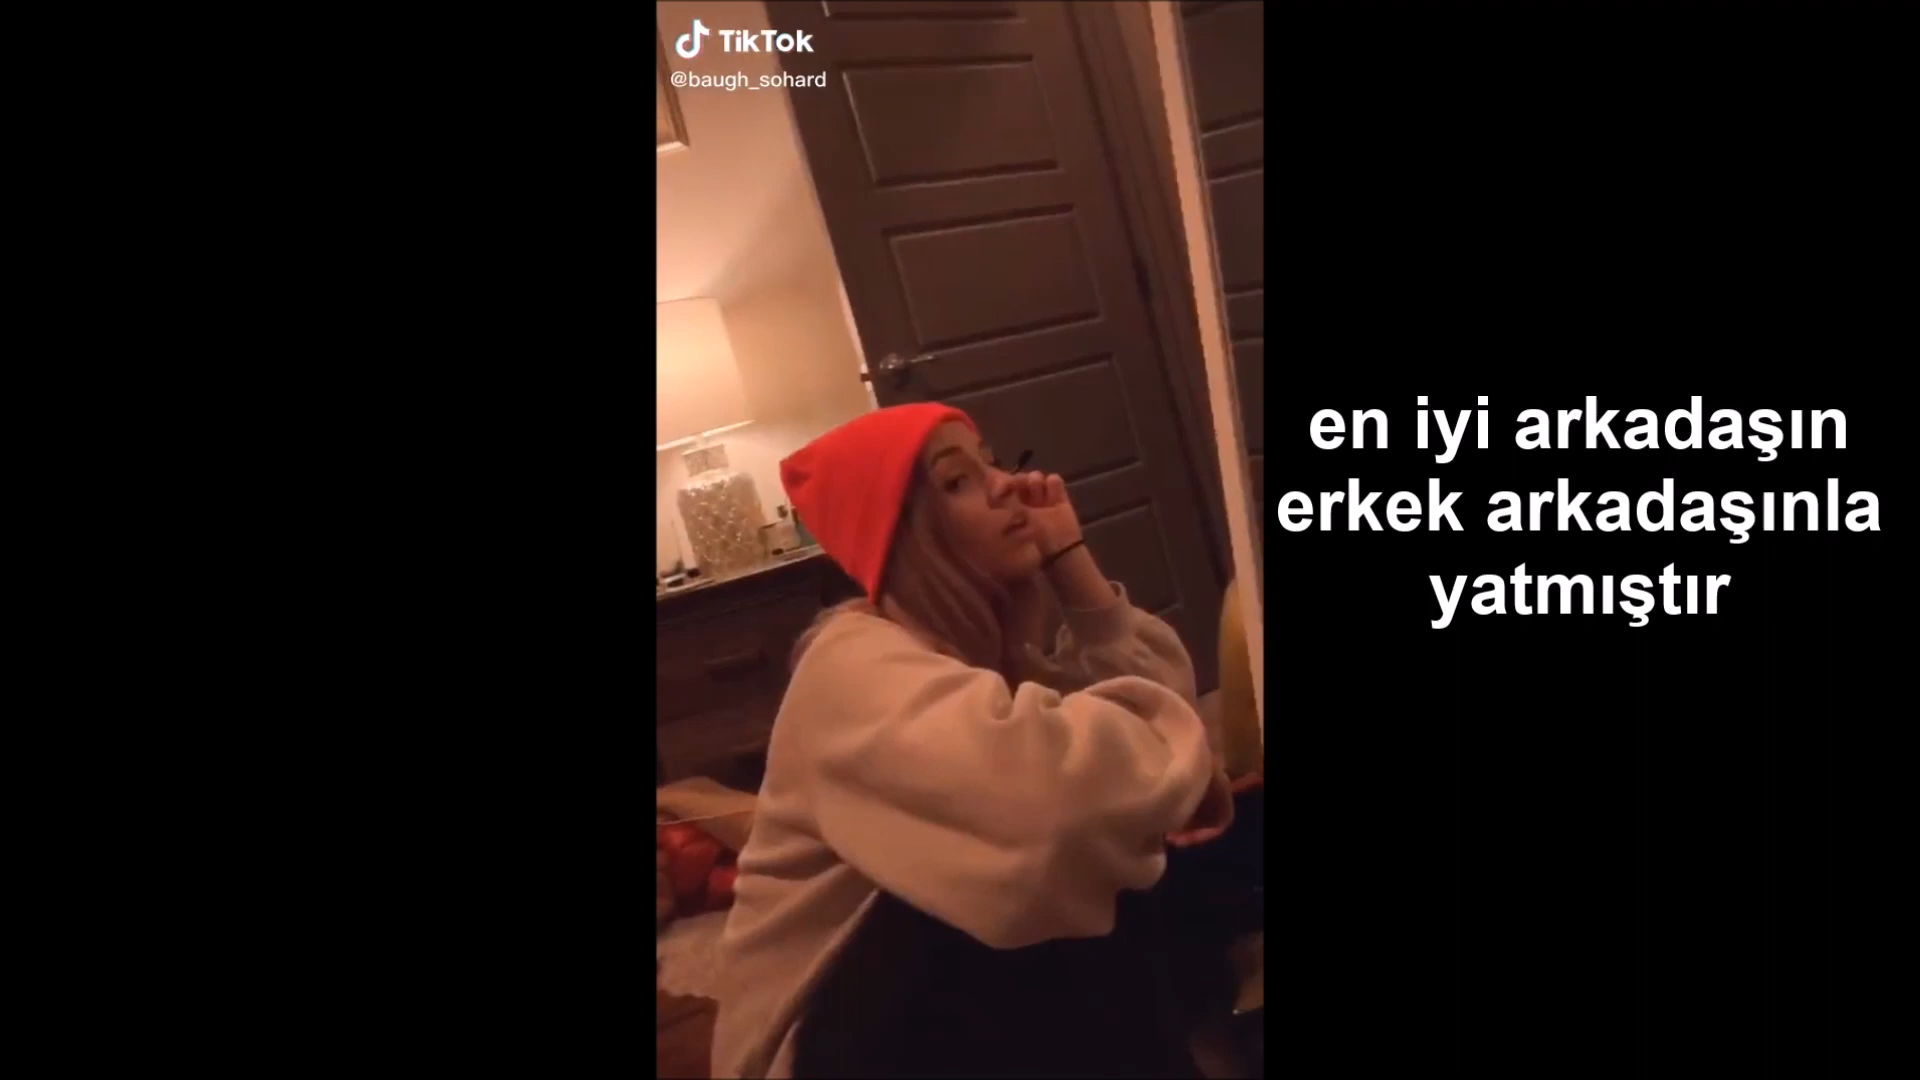 TikTok
@baugh_sohard
en iyi arkadaşın
erkek arkadaşınla
yatmıştır